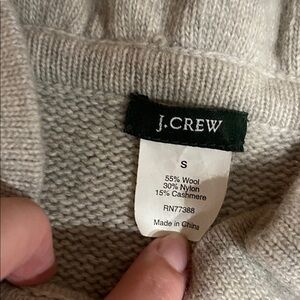 J.CREW
S
55% Wool
30% Nylon
15% Cashmere
RN77388
Made in China